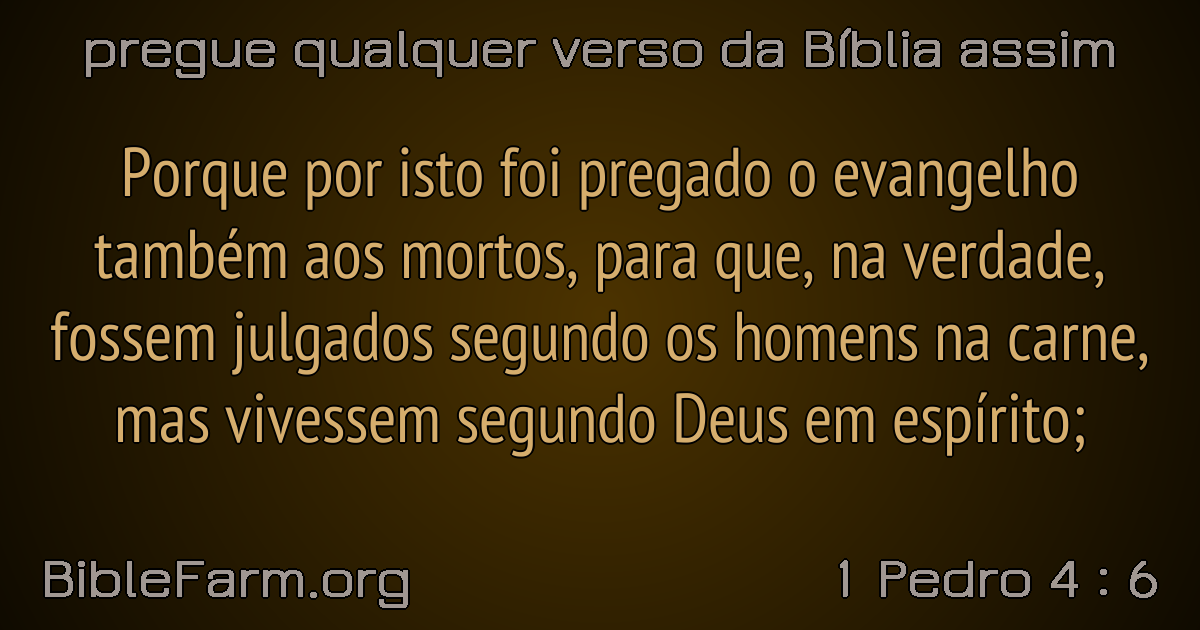 pregue qualquer verso da Bíblia assim
Porque por isto foi pregado o evangelho
também aos mortos, para que, na verdade,
fossem julgados segundo os homens na carne,
mas vivessem segundo Deus em espírito;
BibleFarm.org
1 Pedro 4 : 6